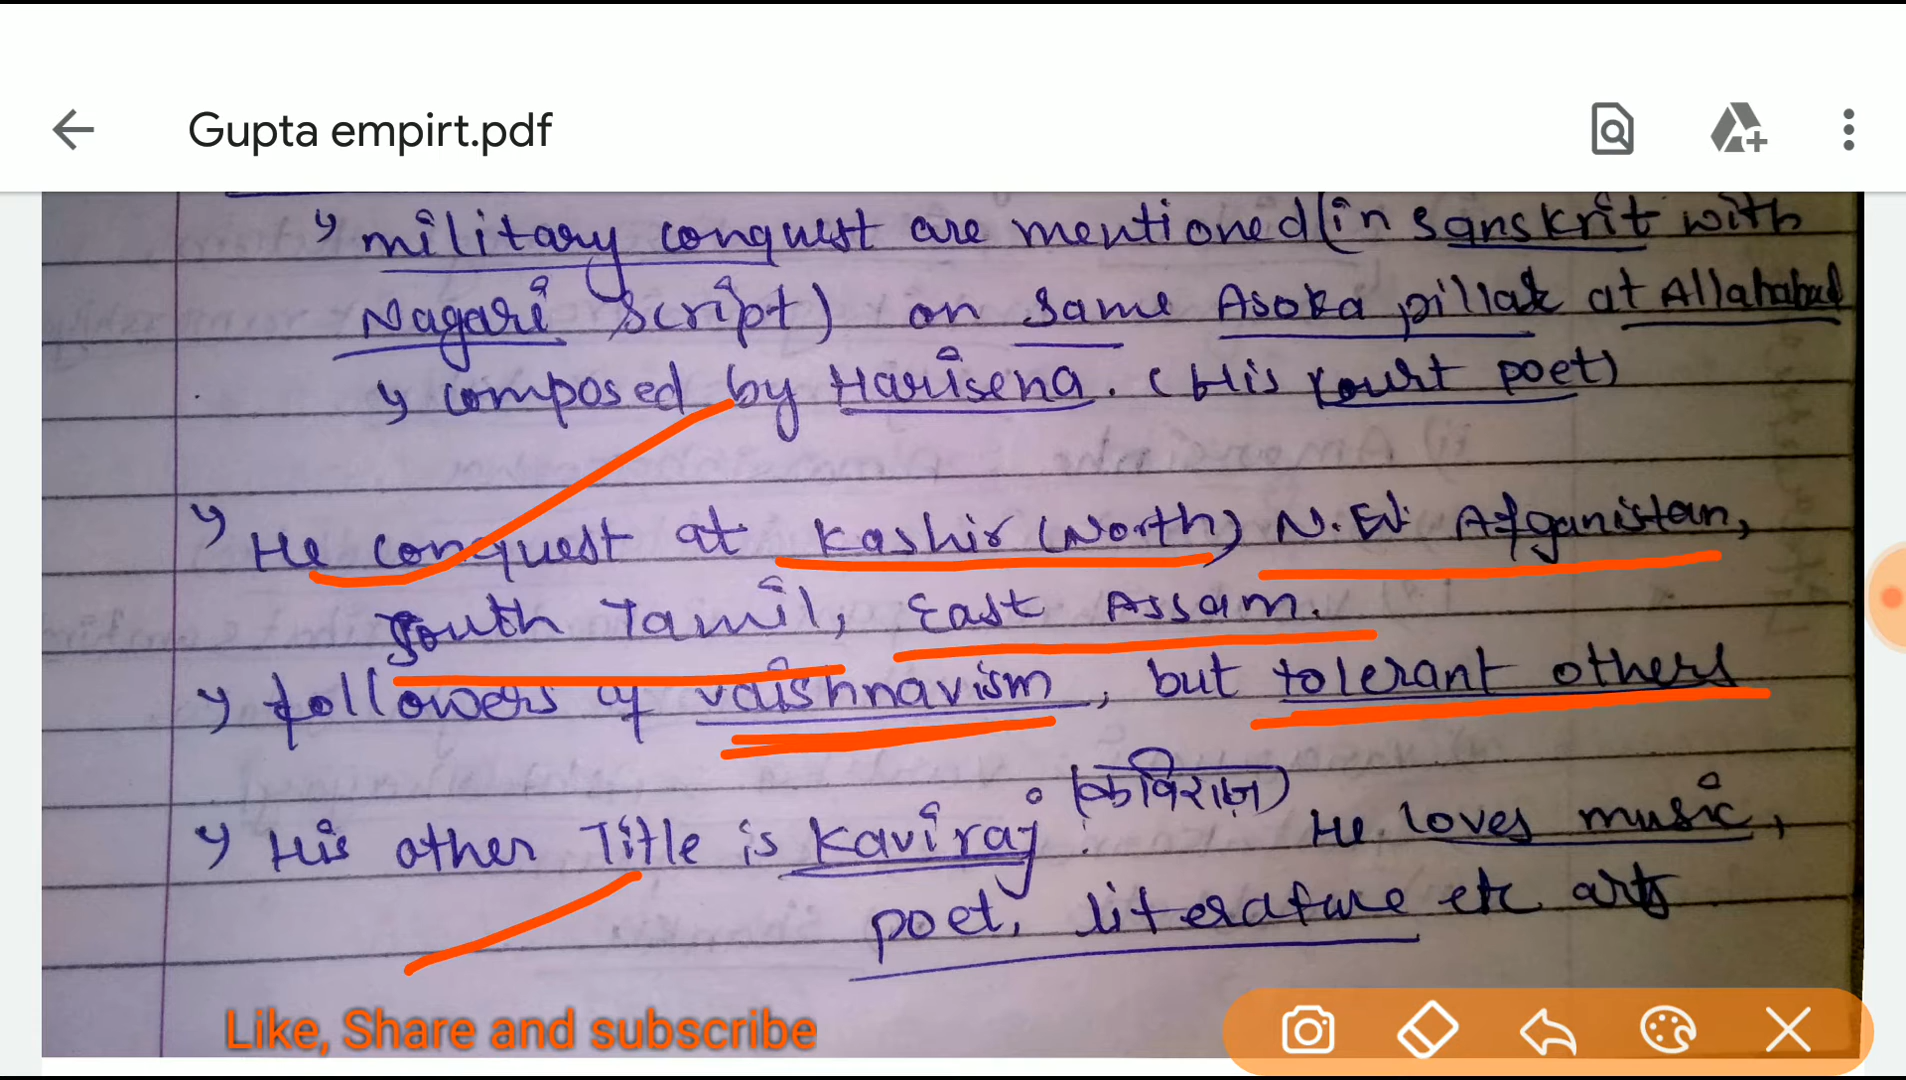 Gupta empirt.pdf
military conquest are mentioned (in sanskrit with
Nagari script) on same Asoka pillar at Allahabad
composed by Harisena. (His court poet)
He conquest at Kashir (North) N.W. Afganistan,
South Tamil, East Assam.
followers of vaishnavism, but tolerant others
(कविराज)
His other Title is Kaviraj. He loves music,
poet, literature etc arts
Like, Share and subscribe